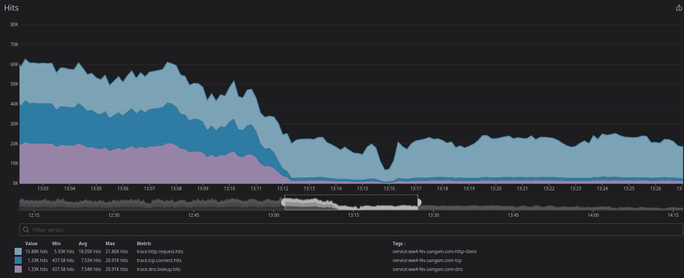 Hits
80K
70K
60K
50K
40K
30K
20K
10K
0K
13:03 13:04 13:05 13:06 13:07 13:08 13:09 13:10 13:11 13:12 13:13 13:14 13:15 13:16 13:17 13:18 13:19 13:20 13:21 13:22 13:23 13:24 13:25 13:26 13:
12:15 12:30 12:45 13:00 13:15 13:30 13:45 14:00 14:15
Filter series
Value Min Avg Max Metric Tags
15.88K hits 5.93K hits 18.05K hits 21.86K hits trace.http.request.hits service:ww4-fev.sangam.com-http-client
1.33K hits 437.58 hits 7.53K hits 20.91K hits trace.tcp.connect.hits service:ww4-fev.sangam.com-tcp
1.33K hits 437.58 hits 7.54K hits 20.91K hits trace.dns.lookup.hits service:ww4-fev.sangam.com-dns